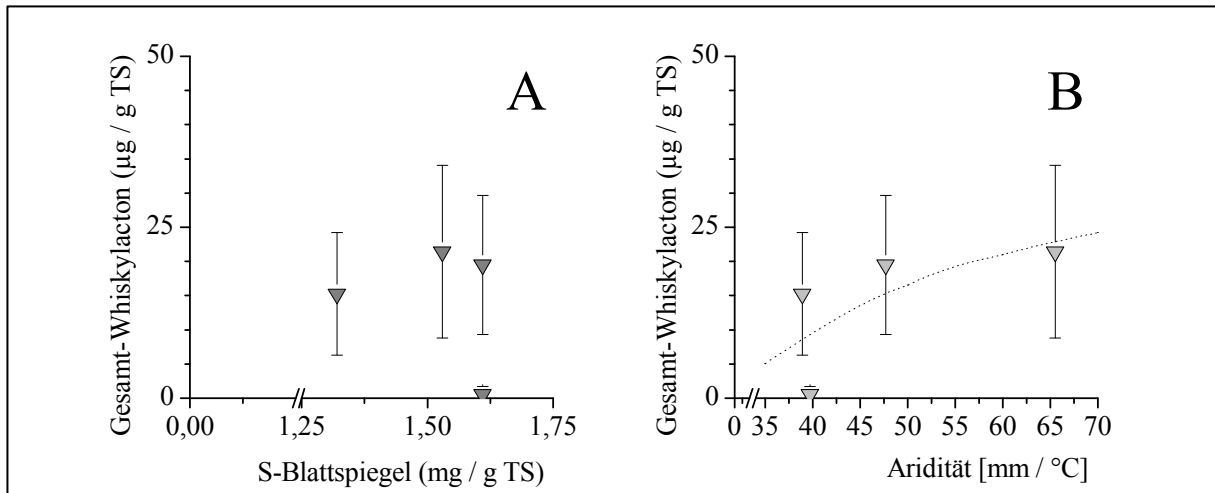 Gesamt-Whiskylacton (µg / g TS)
50
25
0
A
0,00 1,25 1,50 1,75
S-Blattspiegel (mg / g TS)
Gesamt-Whiskylacton (µg / g TS)
50
25
0
B
0 35 40 45 50 55 60 65 70
Aridität [mm / °C]